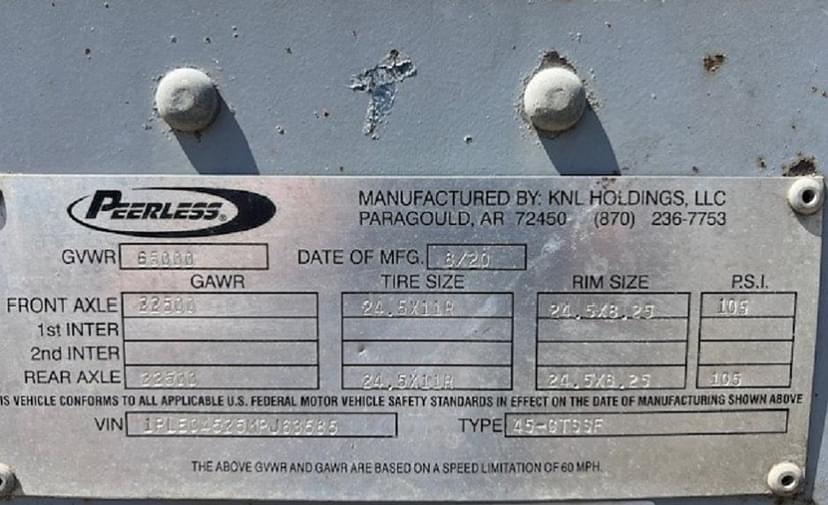 PEERLESS®
MANUFACTURED BY: KNL HOLDINGS, LLC
PARAGOULD, AR 72450 (870) 236-7753
GVWR 65000 DATE OF MFG. 8/20
GAWR TIRE SIZE RIM SIZE P.S.I.
FRONT AXLE 22500 24.5X11R 24.5X8.25 105
1st INTER
2nd INTER
REAR AXLE 22500 24.5X11R 24.5X8.25 105
IS VEHICLE CONFORMS TO ALL APPLICABLE U.S. FEDERAL MOTOR VEHICLE SAFETY STANDARDS IN EFFECT ON THE DATE OF MANUFACTURING SHOWN ABOVE
VIN TYPE
THE ABOVE GVWR AND GAWR ARE BASED ON A SPEED LIMITATION OF 60 MPH.